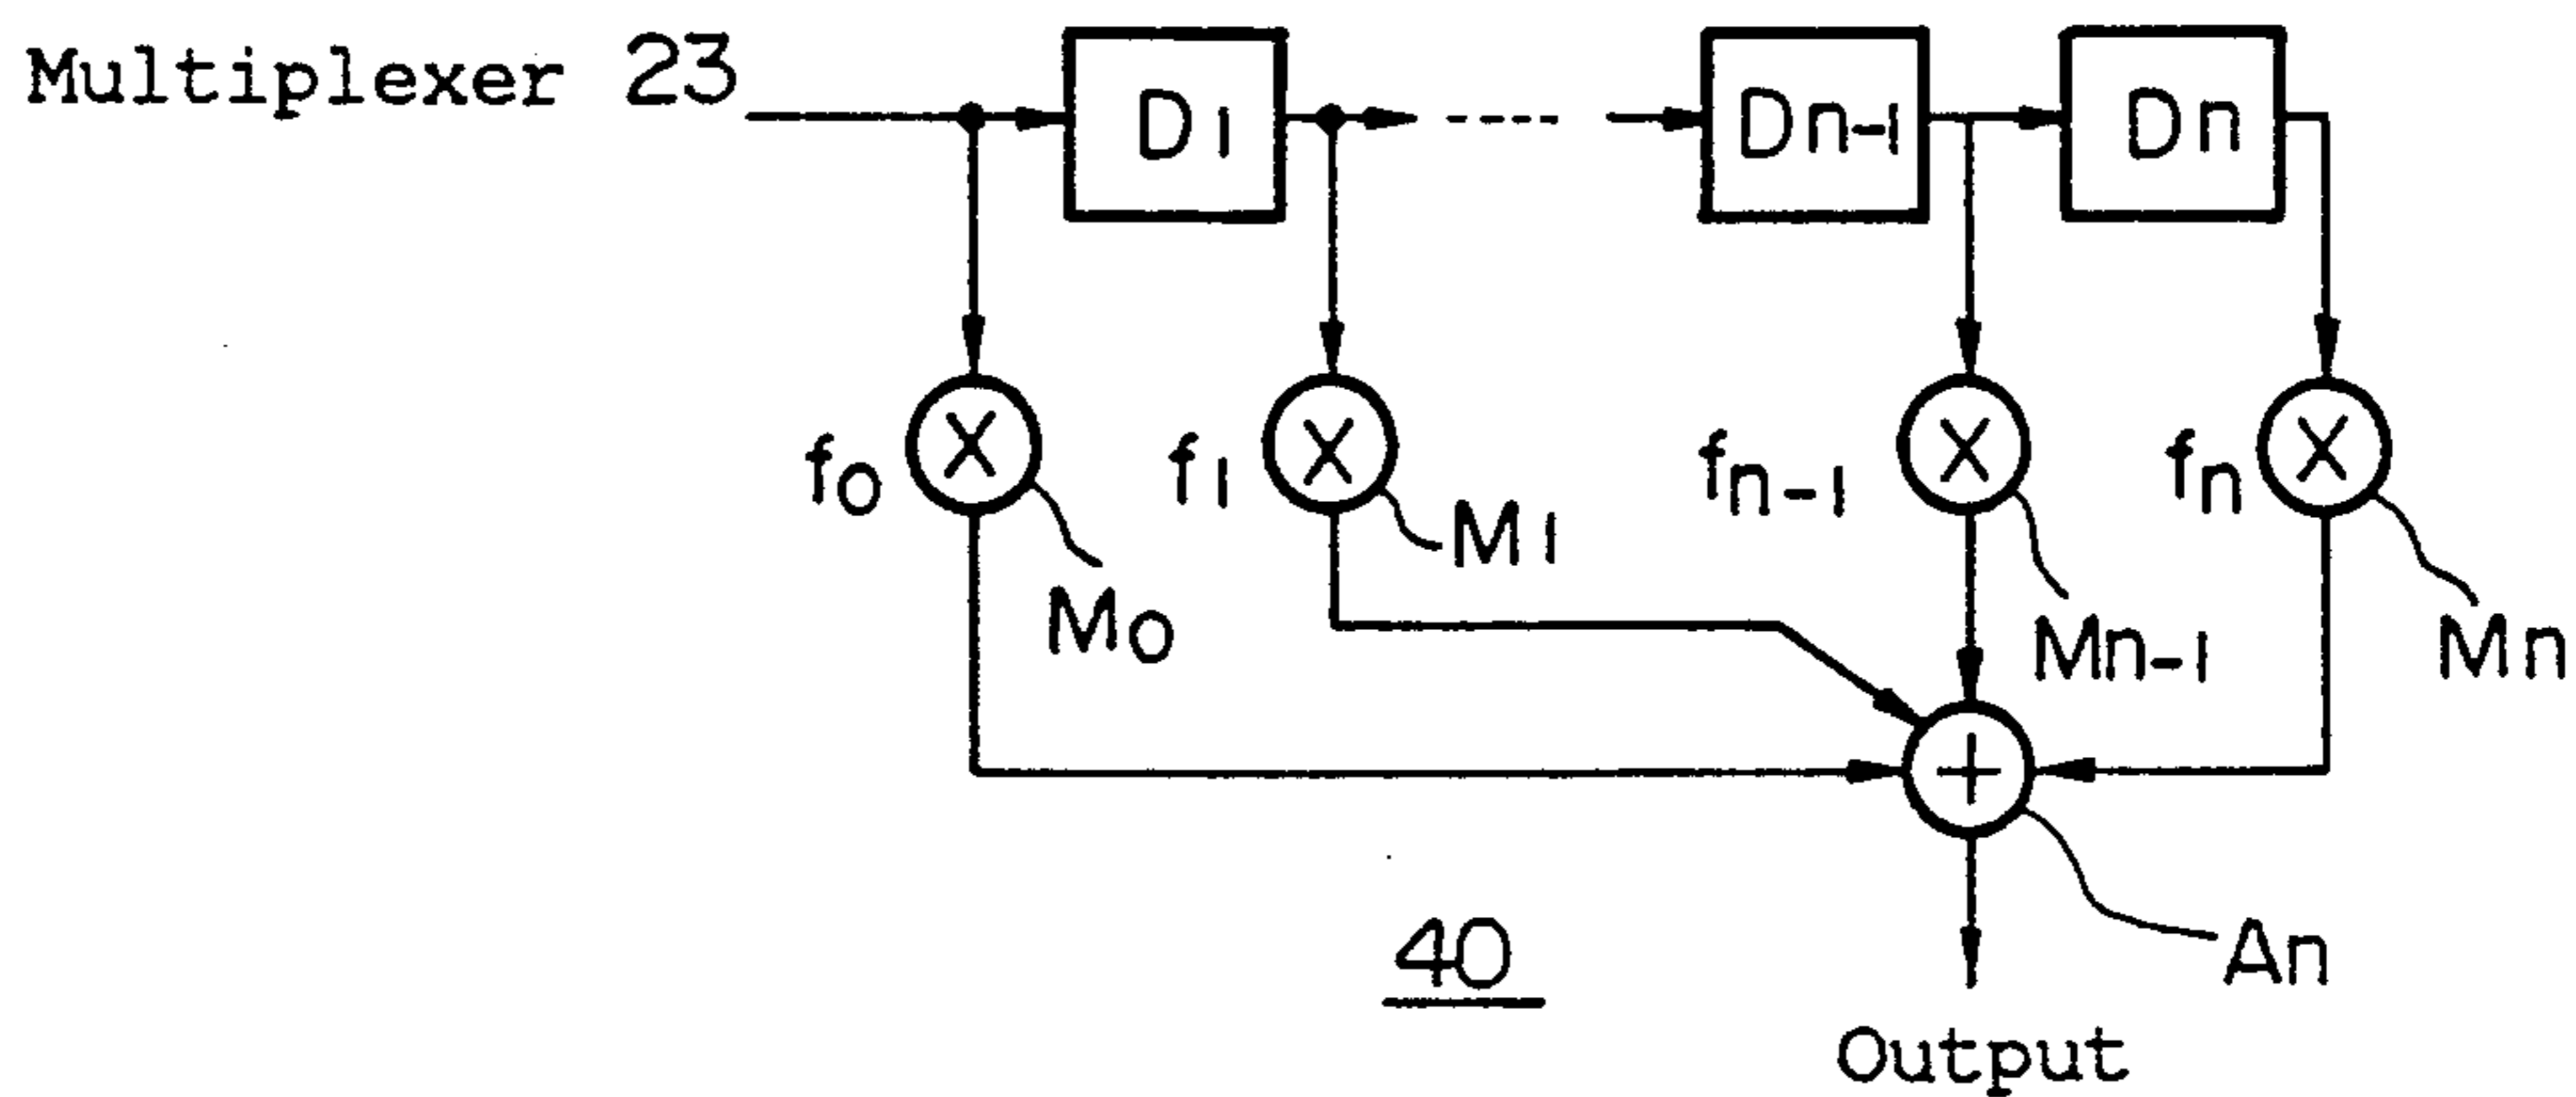 Multiplexer 23
D1
Dn-1
Dn
f0
f1
fn-1
fn
M0
M1
Mn-1
Mn
An
40
Output